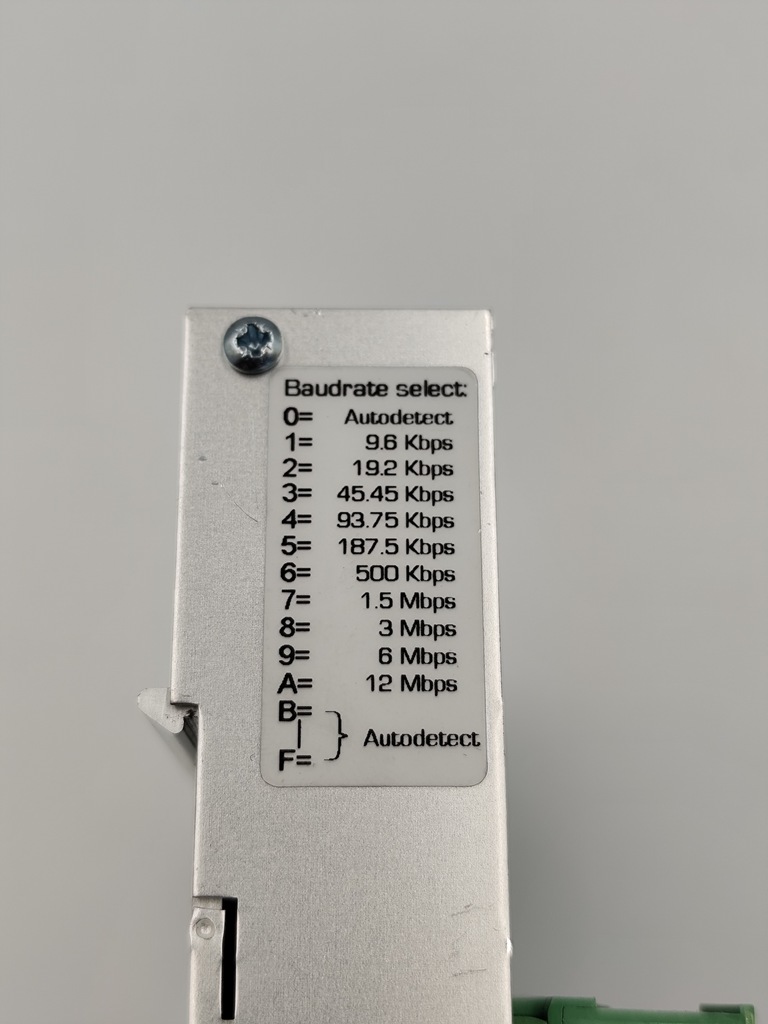 Baudrate select:
0= Autodetect
1= 9.6 Kbps
2= 19.2 Kbps
3= 45.45 Kbps
4= 93.75 Kbps
5= 187.5 Kbps
6= 500 Kbps
7= 1.5 Mbps
8= 3 Mbps
9= 6 Mbps
A= 12 Mbps
B=
| } Autodetect
F=